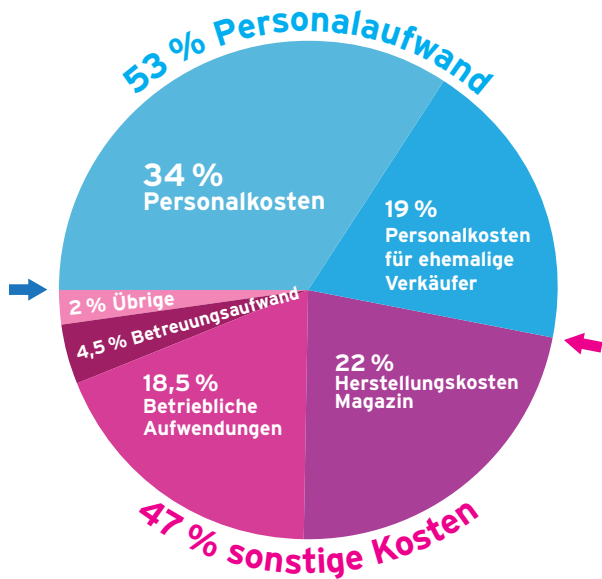 53 % Personalaufwand
34 %
Personalkosten
19 %
Personalkosten
für ehemalige
Verkäufer
2 % Übrige
4,5 % Betreuungsaufwand
22 %
Herstellungskosten
Magazin
18,5 %
Betriebliche
Aufwendungen
47 % sonstige Kosten